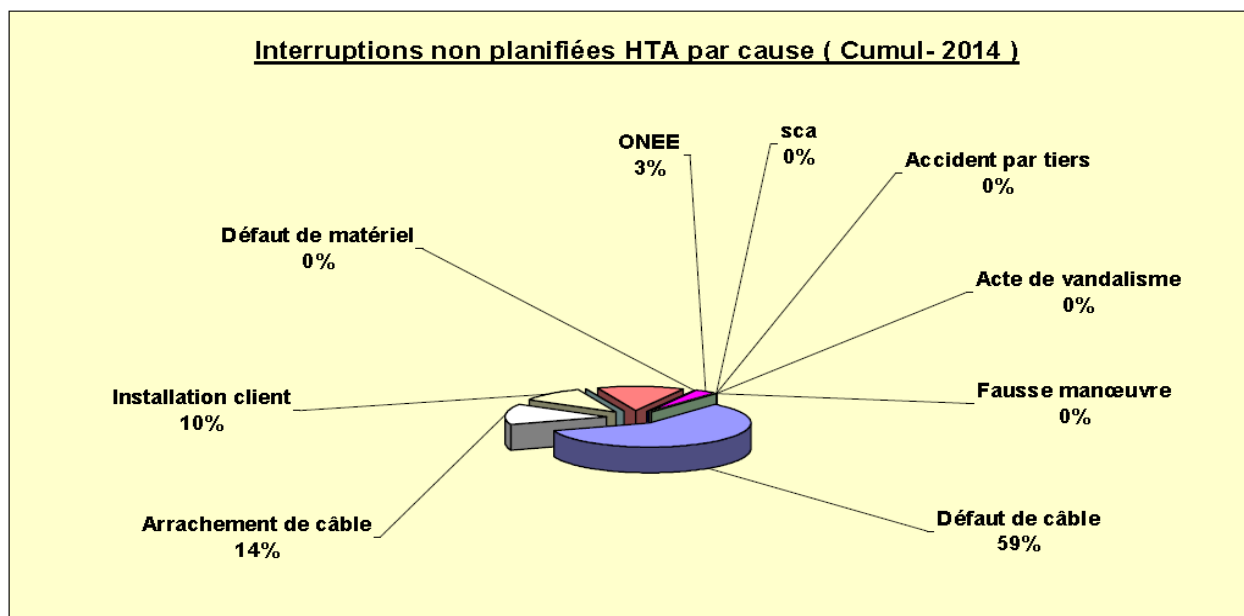 Interruptions non planifiées HTA par cause ( Cumul- 2014 )
sca
0%
ONEE
3%
Accident par tiers
0%
Défaut de matériel
0%
Acte de vandalisme
0%
Installation client
10%
Fausse manœuvre
0%
Arrachement de câble
14%
Défaut de câble
59%